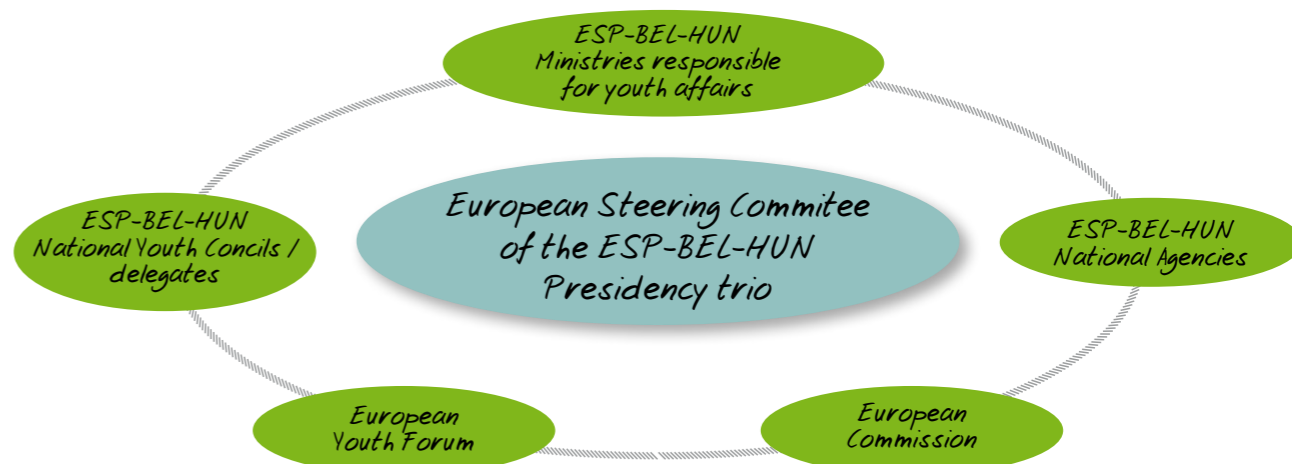 ESP-BEL-HUN
Ministries responsible
for youth affairs
ESP-BEL-HUN
National Youth Concils /
delegates
European Steering Commitee
of the ESP-BEL-HUN
Presidency trio
ESP-BEL-HUN
National Agencies
European
Youth Forum
European
Commission